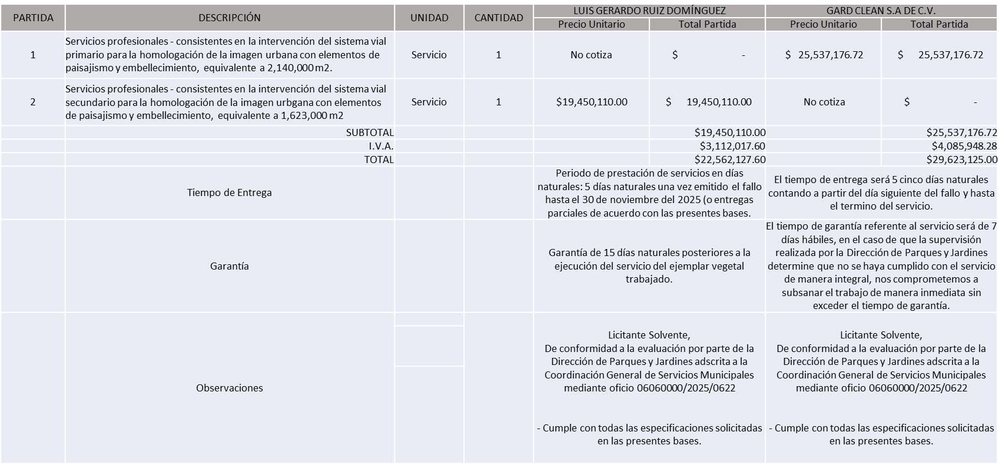 PARTIDA DESCRIPCIÓN UNIDAD CANTIDAD LUIS GERARDO RUIZ DOMÍNGUEZ GARD CLEAN S.A DE C.V.
Precio Unitario Total Partida Precio Unitario Total Partida
1
Servicios profesionales - consistentes en la intervención del sistema vial
primario para la homologación de la imagen urbana con elementos de
paisajismo y embellecimiento, equivalente a 2,140,000 m2.
Servicio 1 No cotiza $ - $ 25,537,176.72 $ 25,537,176.72
2
Servicios profesionales - consistentes en la intervención del sistema vial
secundario para la homologación de la imagen urbgana con elementos
de paisajismo y embellecimiento, equivalente a 1,623,000 m2
Servicio 1 $19,450,110.00 $ 19,450,110.00 No cotiza $ -
SUBTOTAL $19,450,110.00 $25,537,176.72
I.V.A. $3,112,017.60 $4,085,948.28
TOTAL $22,562,127.60 $29,623,125.00
Tiempo de Entrega
Periodo de prestación de servicios en días
naturales: 5 días naturales una vez emitido el fallo
hasta el 30 de noviembre del 2025 (o entregas
parciales de acuerdo con las presentes bases.
El tiempo de entrega será 5 cinco días naturales
contando a partir del día siguiente del fallo y hasta
el termino del servicio.
Garantía
Garantía de 15 días naturales posteriores a la
ejecución del servicio del ejemplar vegetal
trabajado.
El tiempo de garantía referente al servicio será de 7
días hábiles, en el caso de que la supervisión
realizada por la Dirección de Parques y Jardines
determine que no se haya cumplido con el servicio
de manera integral, nos comprometemos a
subsanar el trabajo de manera inmediata sin
exceder el tiempo de garantía.
Observaciones
Licitante Solvente,
De conformidad a la evaluación por parte de la
Dirección de Parques y Jardines adscrita a la
Coordinación General de Servicios Municipales
mediante oficio 06060000/2025/0622
- Cumple con todas las especificaciones solicitadas
en las presentes bases.
Licitante Solvente,
De conformidad a la evaluación por parte de la
Dirección de Parques y Jardines adscrita a la
Coordinación General de Servicios Municipales
mediante oficio 06060000/2025/0622
- Cumple con todas las especificaciones solicitadas
en las presentes bases.